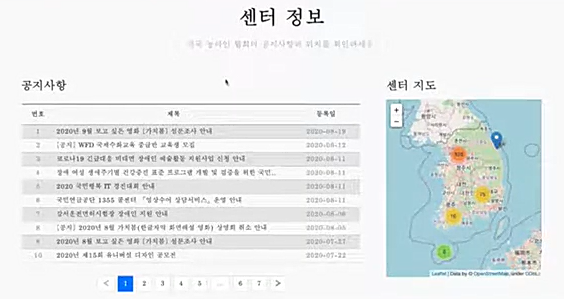 센터 정보
전국 농아인 협회의 공지사항과 위치를 확인하세요
공지사항
번호 제목 등록일
1 2020년 9월 보고 싶은 영화 [가치봄] 설문조사 안내 2020-08-19
2 [공지] WFD 국제수화교육 중급반 교육생 모집 2020-08-12
3 코로나19 긴급대응 비대면 장애인 예술활동 지원사업 신청 안내 2020-08-11
4 장애 여성 생애주기별 건강증진 표준 프로그램 개발 및 검증을 위한 국민... 2020-08-11
5 2020 국민행복 IT 경진대회 안내 2020-08-11
6 국민연금공단 1355 콜센터 「영상수어 상담서비스」 운영 안내 2020-08-11
7 강서운전면허시험장 장애인 지원 안내 2020-08-06
8 [공지] 2020년 8월 가치봄(한글자막 화면해설 영화) 상영회 취소 안내
9 2020년 8월 보고 싶은 영화 [가치봄] 설문조사 안내 2020-07-27
10 2020년 제15회 유니버설 디자인 공모전
< 1 2 3 4 5 ... 6 7 >
센터 지도
+
−
Leaflet | Data by © OpenStreetMap, under ODbL.